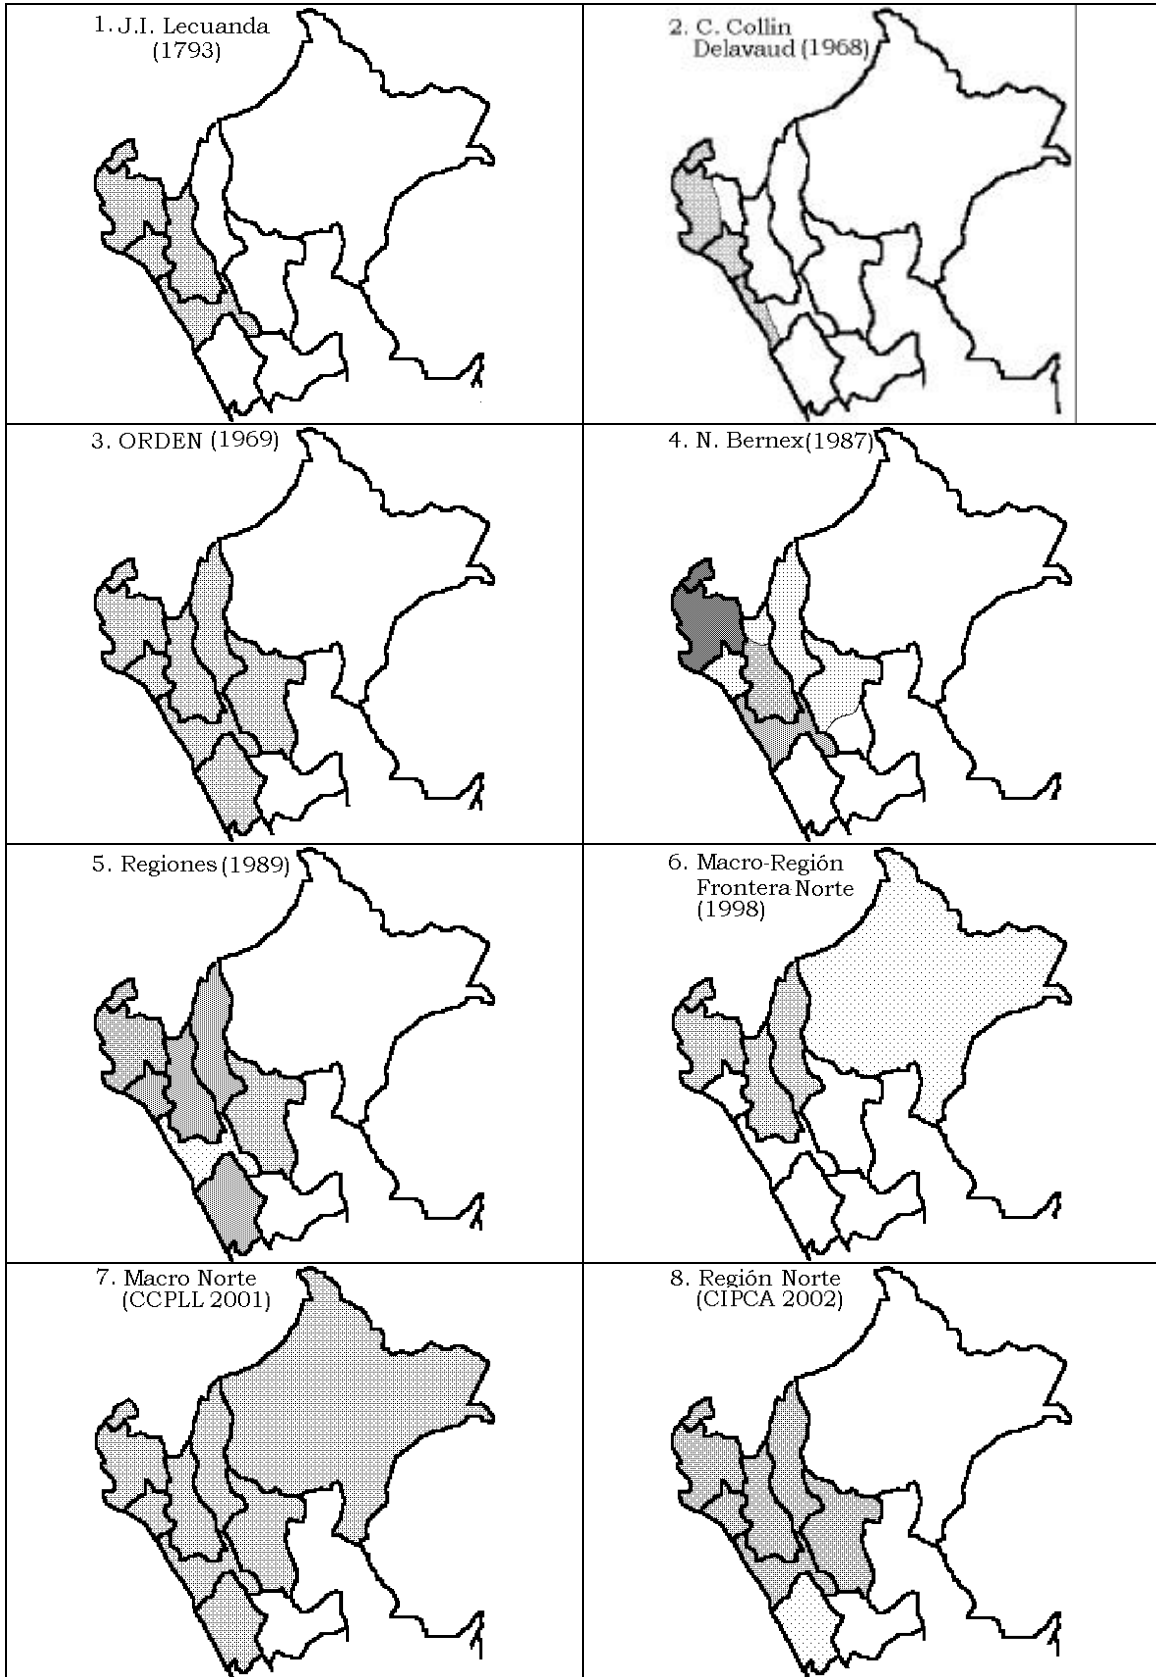 1. J.I. Lecuanda
(1793)
2. C. Collin
Delavaud (1968)
3. ORDEN (1969)
4. N. Bernex(1987)
5. Regiones (1989)
6. Macro-Región
Frontera Norte
(1998)
7. Macro Norte
(CCPLL 2001)
8. Región Norte
(CIPCA 2002)